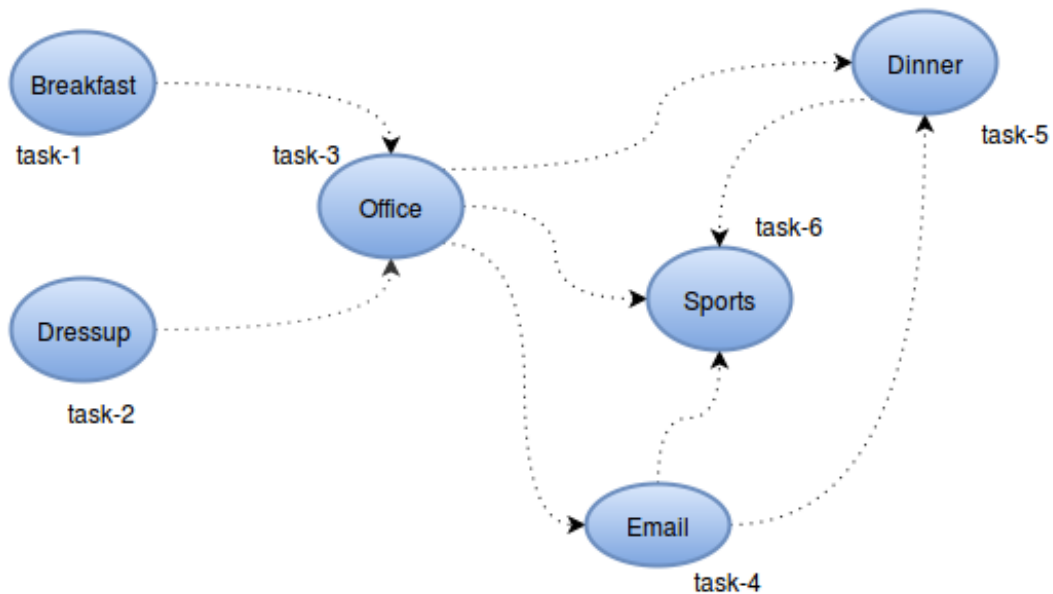 Breakfast
task-1
Dressup
task-2
task-3
Office
Dinner
task-5
task-6
Sports
Email
task-4